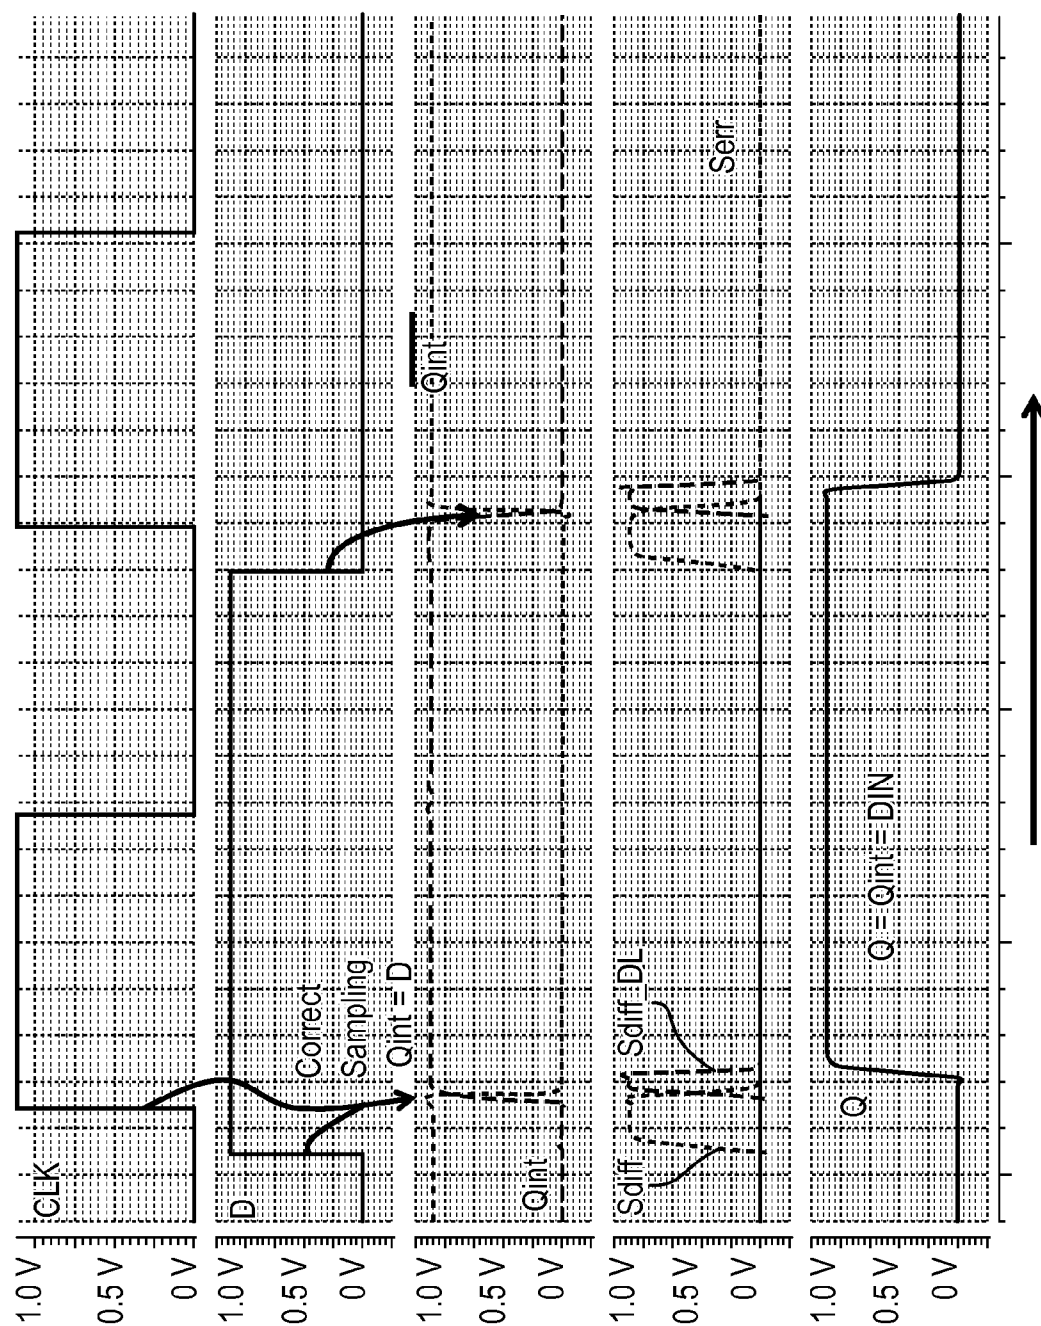 CLK
1.0 V
0.5 V
0 V
D
Correct
Sampling
Qint = D
1.0 V
0.5 V
0 V
Qint
Qint
1.0 V
0.5 V
0 V
Sdiff
Sdiff_DL
Serr
1.0 V
0.5 V
0 V
Q
Q = Qint = DIN
1.0 V
0.5 V
0 V